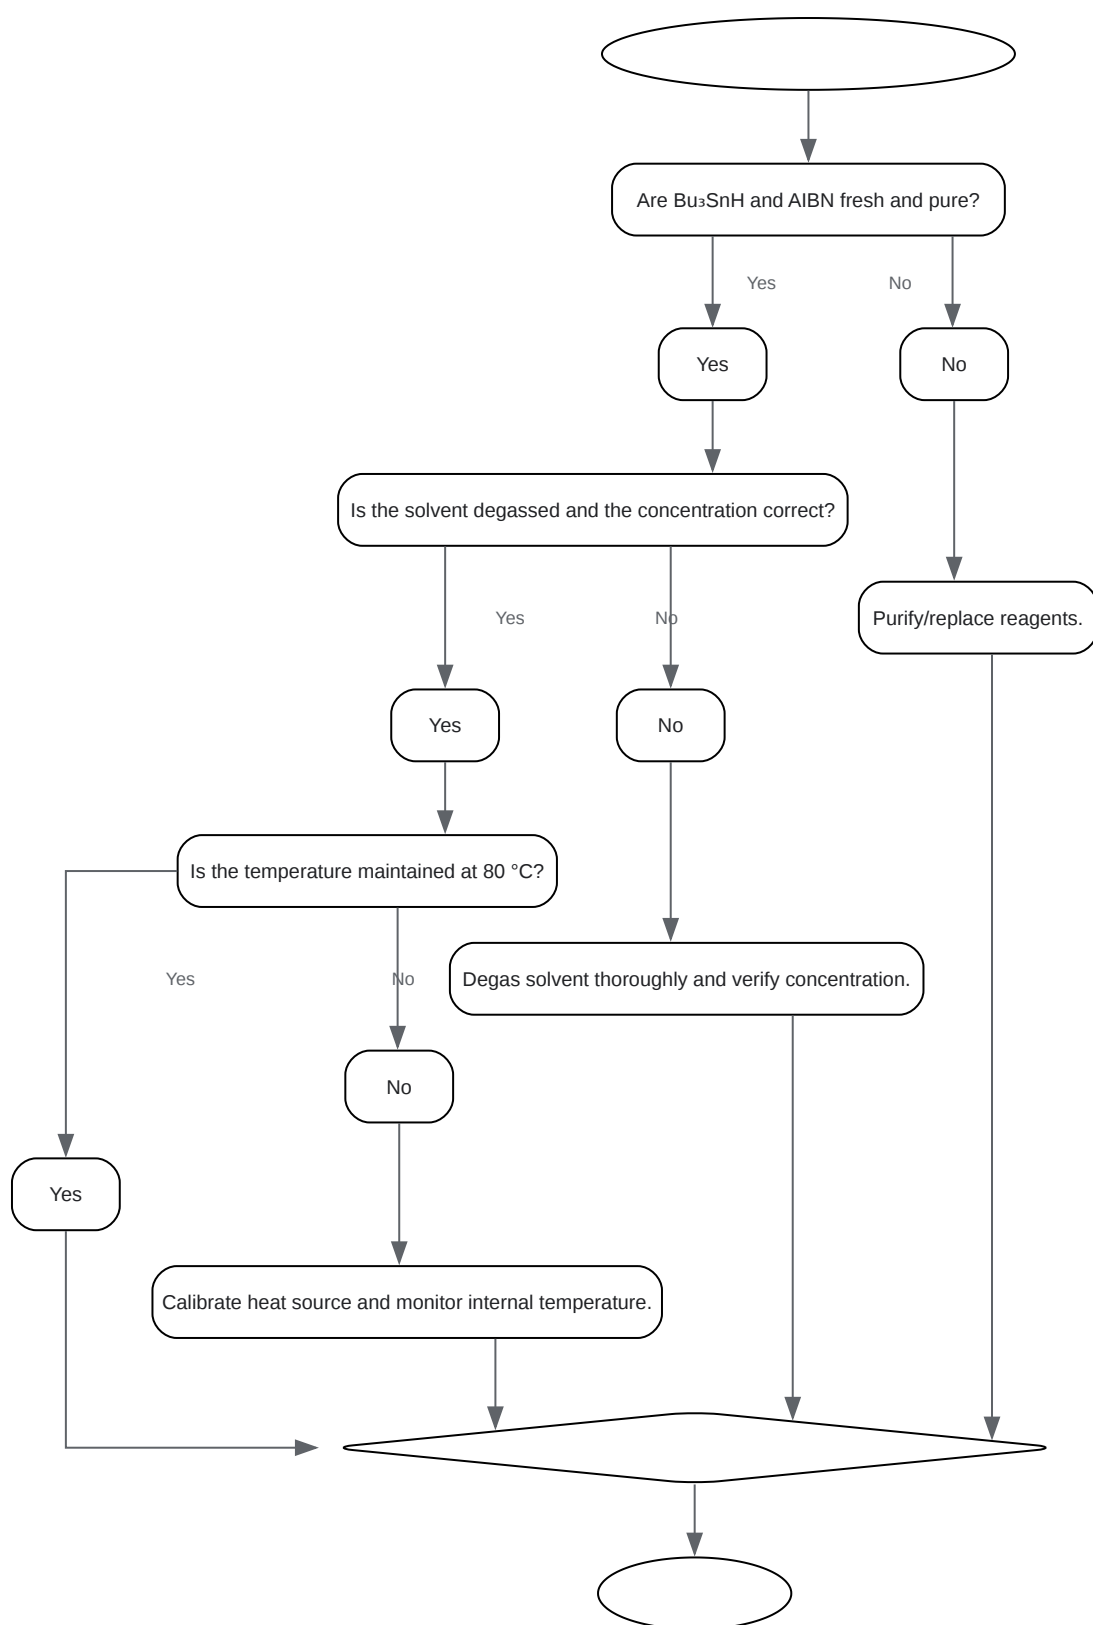 Are Bu₃SnH and AIBN fresh and pure?
Yes
No
Yes
No
Is the solvent degassed and the concentration correct?
Yes
No
Purify/replace reagents.
Yes
No
Is the temperature maintained at 80 °C?
Yes
No
Degas solvent thoroughly and verify concentration.
No
Yes
Calibrate heat source and monitor internal temperature.